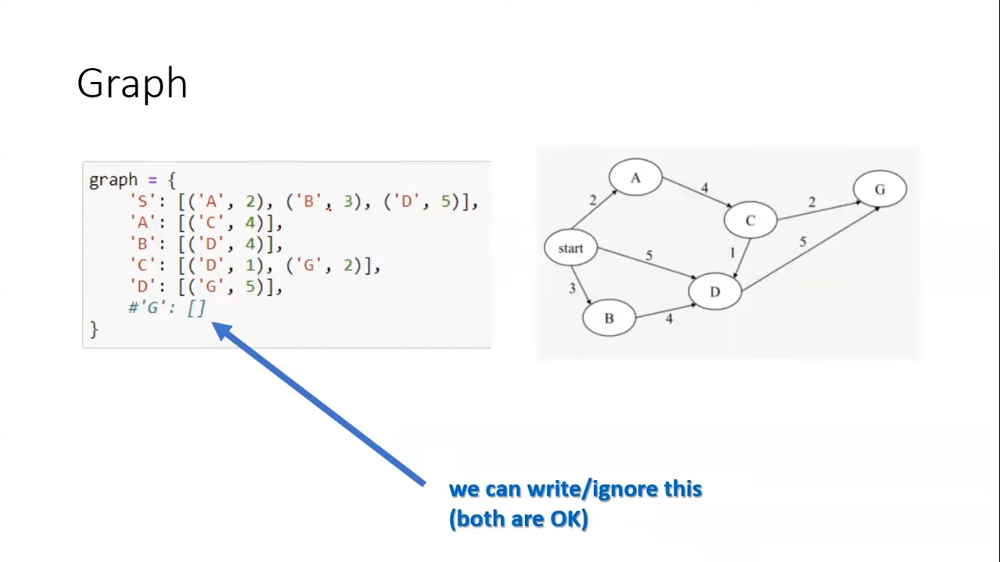 Graph
graph = {
'S': [('A', 2), ('B', 3), ('D', 5)],
'A': [('C', 4)],
'B': [('D', 4)],
'C': [('D', 1), ('G', 2)],
'D': [('G', 5)],
#'G': []
}
A
G
4
2
2
C
start
5
1
5
3
D
B
4
we can write/ignore this
(both are OK)